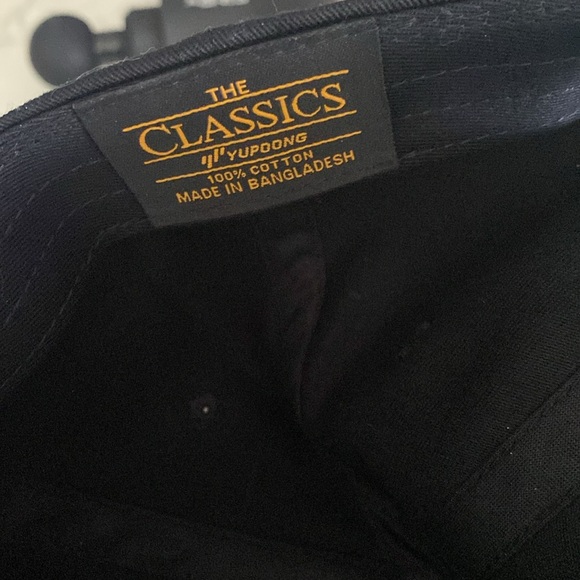 THE
CLASSICS
YUPOONG
100% COTTON
MADE IN BANGLADESH